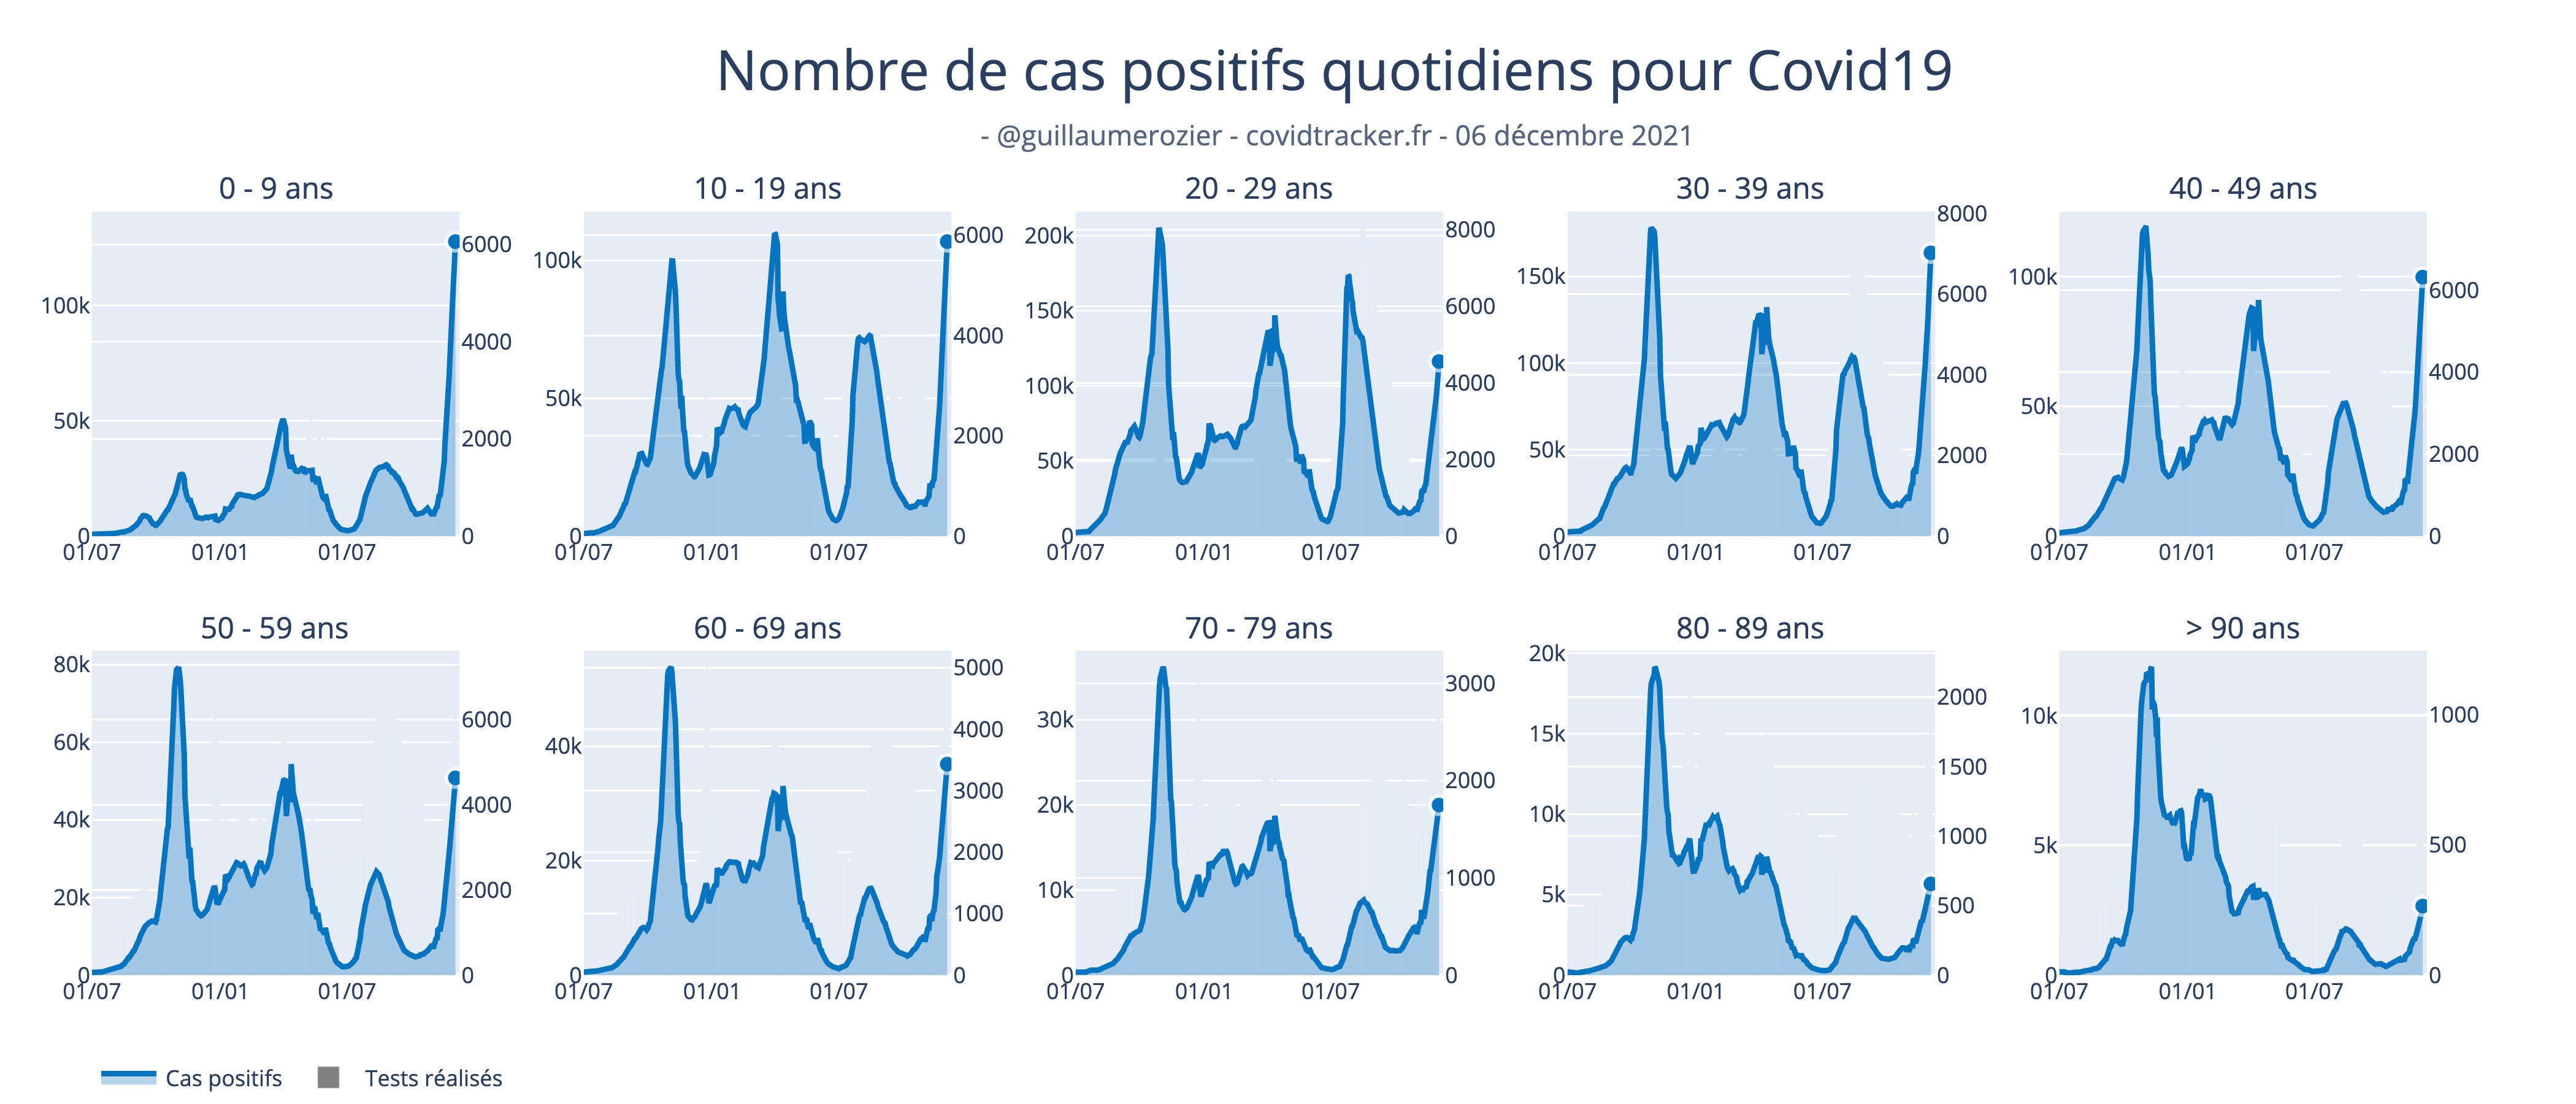 Nombre de cas positifs quotidiens pour Covid19
- @guillaumerozier - covidtracker.fr - 06 décembre 2021
0 - 9 ans
100k
50k
0
6000
4000
2000
0
01/07 01/01 01/07
10 - 19 ans
100k
50k
0
6000
4000
2000
0
01/07 01/01 01/07
20 - 29 ans
200k
150k
100k
50k
0
8000
6000
4000
2000
0
01/07 01/01 01/07
30 - 39 ans
150k
100k
50k
0
8000
6000
4000
2000
0
01/07 01/01 01/07
40 - 49 ans
100k
50k
0
6000
4000
2000
0
01/07 01/01 01/07
50 - 59 ans
80k
60k
40k
20k
0
6000
4000
2000
0
01/07 01/01 01/07
60 - 69 ans
40k
20k
0
5000
4000
3000
2000
1000
0
01/07 01/01 01/07
70 - 79 ans
30k
20k
10k
0
3000
2000
1000
0
01/07 01/01 01/07
80 - 89 ans
20k
15k
10k
5k
0
2000
1500
1000
500
0
01/07 01/01 01/07
> 90 ans
10k
5k
0
1000
500
0
01/07 01/01 01/07
Cas positifs Tests réalisés